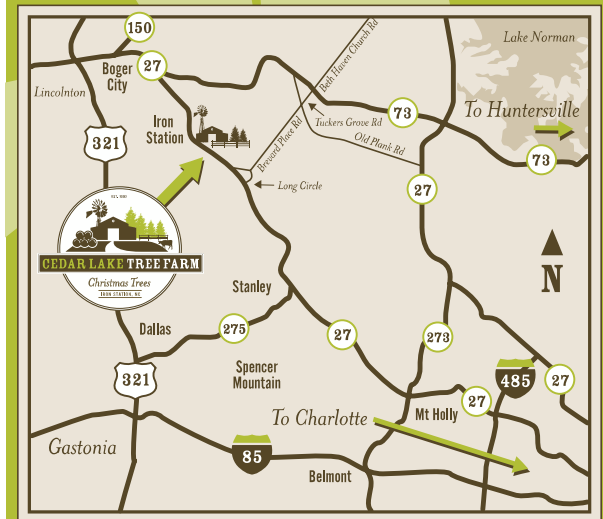 150
Lake Norman
Boger
City
27
Lincolnton
Beth Haven Church Rd
To Huntersville
321
Iron
Station
Tuckers Grove Rd
73
Old Plank Rd
Brevard Place Rd
73
Long Circle
27
EST. 1981
CEDAR LAKE TREE FARM
Christmas Trees
IRON STATION, NC
N
Stanley
Dallas
275
27
273
321
Spencer
Mountain
485
27
27
Mt Holly
To Charlotte
Gastonia
85
Belmont